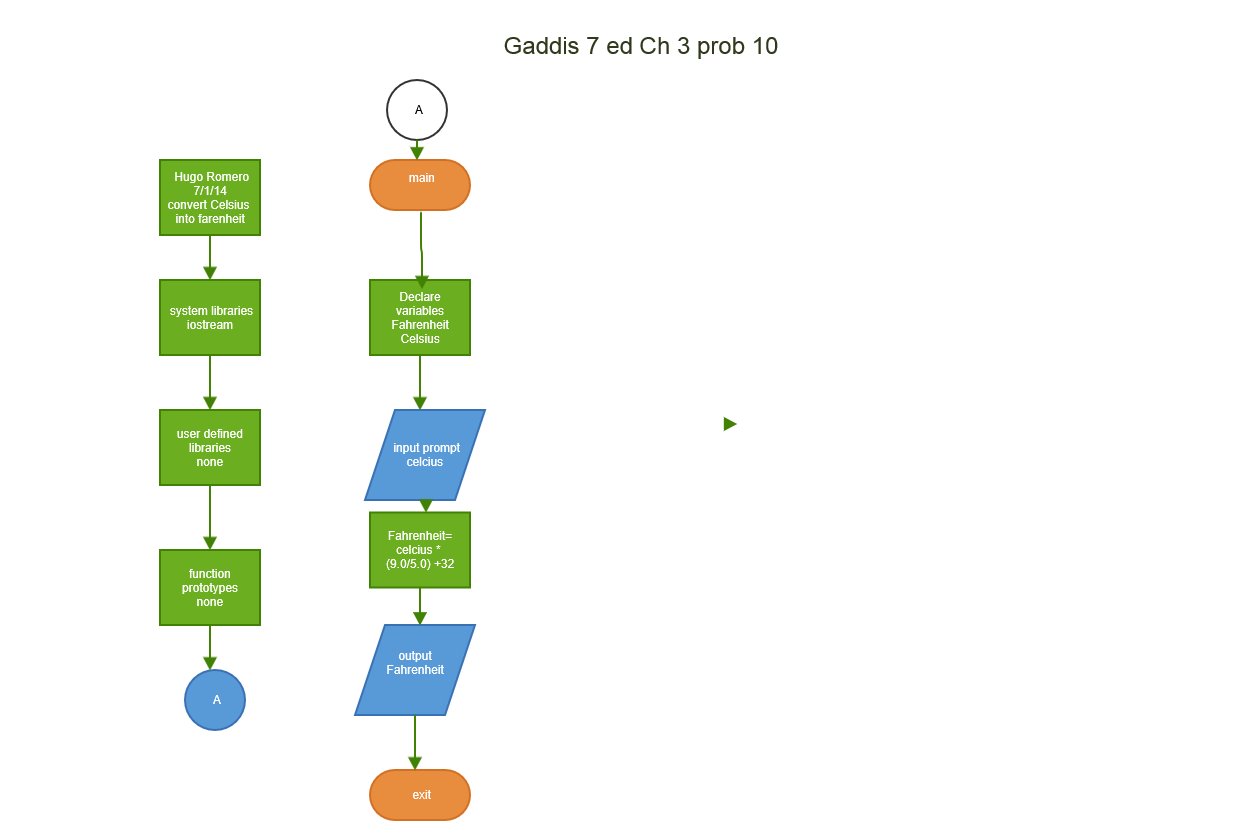 Gaddis 7 ed Ch 3 prob 10
Hugo Romero
7/1/14
convert Celsius
into farenheit
system libraries
iostream
user defined
libraries
none
function
prototypes
none
A
A
main
Declare
variables
Fahrenheit
Celsius
input prompt
celcius
Fahrenheit=
celcius *
(9.0/5.0) +32
output
Fahrenheit
exit